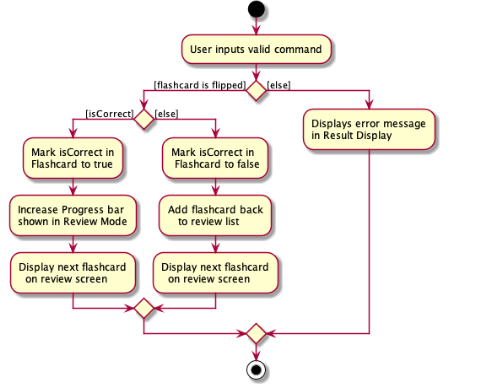 User inputs valid command
[flashcard is flipped]
[else]
[isCorrect]
[else]
Displays error message
in Result Display
Mark isCorrect in
Flashcard to true
Mark isCorrect in
Flashcard to false
Increase Progress bar
shown in Review Mode
Add flashcard back
to review list
Display next flashcard
on review screen
Display next flashcard
on review screen